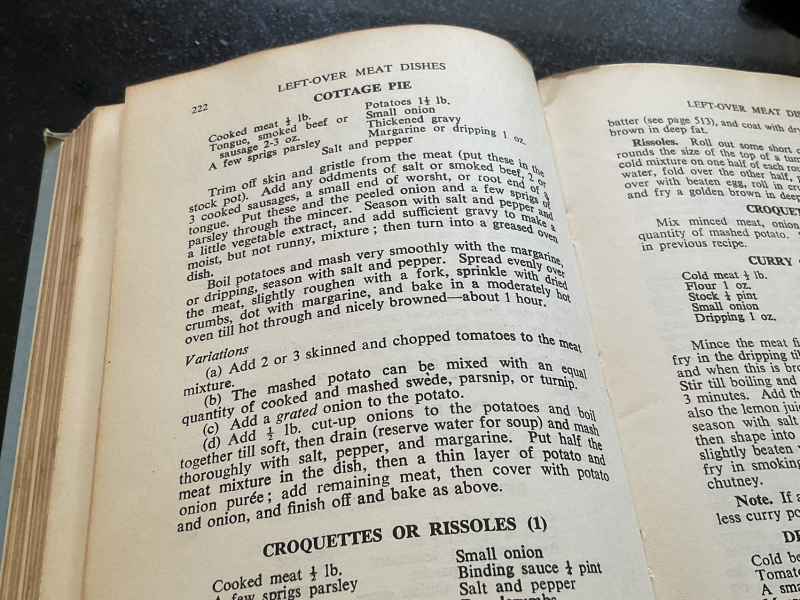 222
LEFT-OVER MEAT DISHES
COTTAGE PIE
Cooked meat ½ lb.
Tongue, smoked beef or
sausage 2-3 oz.
A few sprigs parsley
Potatoes 1½ lb.
Small onion
Thickened gravy
Margarine or dripping 1 oz.
Salt and pepper
Trim off skin and gristle from the meat (put these in the
stock pot). Add any oddments of salt or smoked beef, 2 or
3 cooked sausages, a small end of worsht, or root end of a
tongue. Put these and the peeled onion and a few sprigs of
parsley through the mincer. Season with salt and pepper and
a little vegetable extract, and add sufficient gravy to make a
moist, but not runny, mixture ; then turn into a greased oven
dish.
Boil potatoes and mash very smoothly with the margarine,
or dripping, season with salt and pepper. Spread evenly over
the meat, slightly roughen with a fork, sprinkle with dried
crumbs, dot with margarine, and bake in a moderately hot
oven till hot through and nicely browned—about 1 hour.
Variations
(a) Add 2 or 3 skinned and chopped tomatoes to the meat
mixture.
(b) The mashed potato can be mixed with an equal
quantity of cooked and mashed swède, parsnip, or turnip.
(c) Add a grated onion to the potato.
(d) Add ½ lb. cut-up onions to the potatoes and boil
together till soft, then drain (reserve water for soup) and mash
thoroughly with salt, pepper, and margarine. Put half the
meat mixture in the dish, then a thin layer of potato and
onion purée ; add remaining meat, then cover with potato
and onion, and finish off and bake as above.
CROQUETTES OR RISSOLES (1)
Cooked meat ½ lb.
A few sprigs parsley
Small onion
Binding sauce ¼ pint
Salt and pepper
LEFT-OVER MEAT
batter (see page 513), and coat with
brown in deep fat.
Rissoles. Roll out some short
rounds the size of the top of a
cold mixture on one half of each
water, fold over the other half,
over with beaten egg, roll in
and fry a golden brown in deep
Mix minced meat, onion
quantity of mashed potato.
in previous recipe.
CURRY
Cold meat ½ lb.
Flour 1 oz.
Stock ¼ pint
Small onion
Dripping 1 oz.
Mince the meat
fry in the dripping
and when this is
Stir till boiling and
3 minutes. Add
also the lemon
season with salt
then shape into
slightly beaten
fry in smoking
chutney.
Note. If
less curry
Cold
A